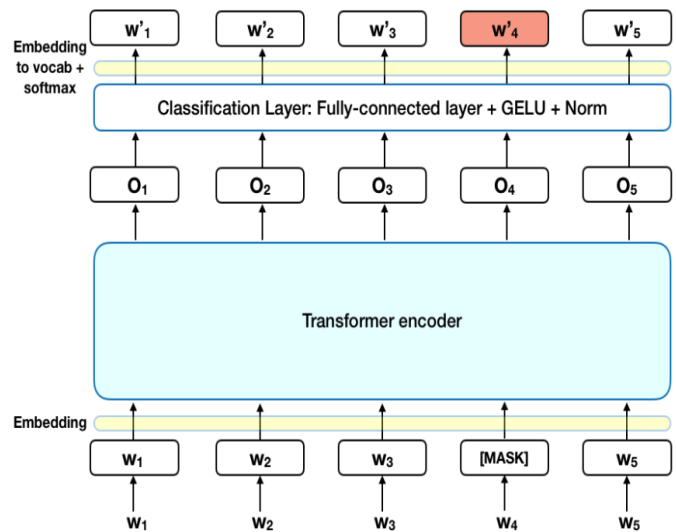 w'1 w'2 w'3 w'4 w'5
Embedding
to vocab +
softmax
Classification Layer: Fully-connected layer + GELU + Norm
O1 O2 O3 O4 O5
Transformer encoder
Embedding
W1 W2 W3 [MASK] W5
W1 W2 W3 W4 W5